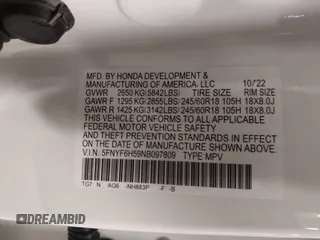 MFD. BY HONDA DEVELOPMENT & 10/'22
MANUFACTURING OF AMERICA, LLC
GVWR 2650 KG(5842LBS) TIRE SIZE RIM SIZE
GAWR F 1295 KG(2855LBS) 245/60R18 105H 18X8.0J
GAWR R 1425 KG(3142LBS) 245/60R18 105H 18X8.0J
THIS VEHICLE CONFORMS TO ALL APPLICABLE
FEDERAL MOTOR VEHICLE SAFETY
AND THEFT PREVENTION STANDARDS IN EFFECT
ON THE DATE OF MANUFACTURE SHOWN ABOVE.
V.I.N. 5FNYF6H59NB097809 TYPE MPV
TG7 N AG6 -NH883P -F -B
DREAMBID